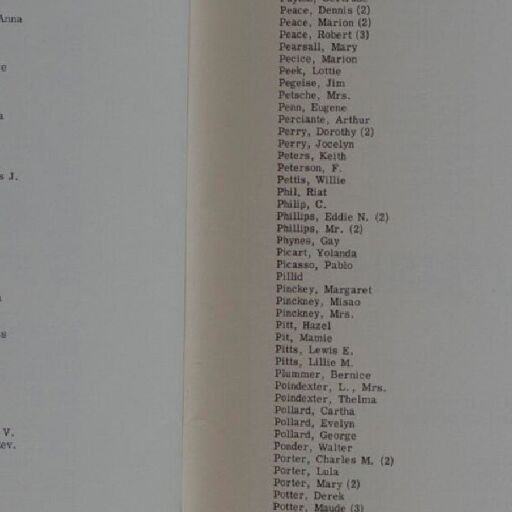 Anna
e
a
s J.
s
V.
ev.
Peace, Dennis (2)
Peace, Marion (2)
Peace, Robert (3)
Pearsall, Mary
Pecice, Marion
Peek, Lottie
Pegeise, Jim
Petsche, Mrs.
Penn, Eugene
Perciante, Arthur
Perry, Dorothy (2)
Perry, Jocelyn
Peters, Keith
Peterson, F.
Pettis, Willie
Phil, Riat
Philip, C.
Phillips, Eddie N. (2)
Phillips, Mr. (2)
Phynes, Gay
Picart, Yolanda
Picasso, Pablo
Pillid
Pinckey, Margaret
Pinckney, Misao
Pinckney, Mrs.
Pitt, Hazel
Pit, Mamie
Pitts, Lewis E.
Pitts, Lillie M.
Plummer, Bernice
Poindexter, L., Mrs.
Poindexter, Thelma
Pollard, Cartha
Pollard, Evelyn
Pollard, George
Ponder, Walter
Porter, Charles M. (2)
Porter, Lula
Porter, Mary (2)
Potter, Derek
Potter, Maude (3)